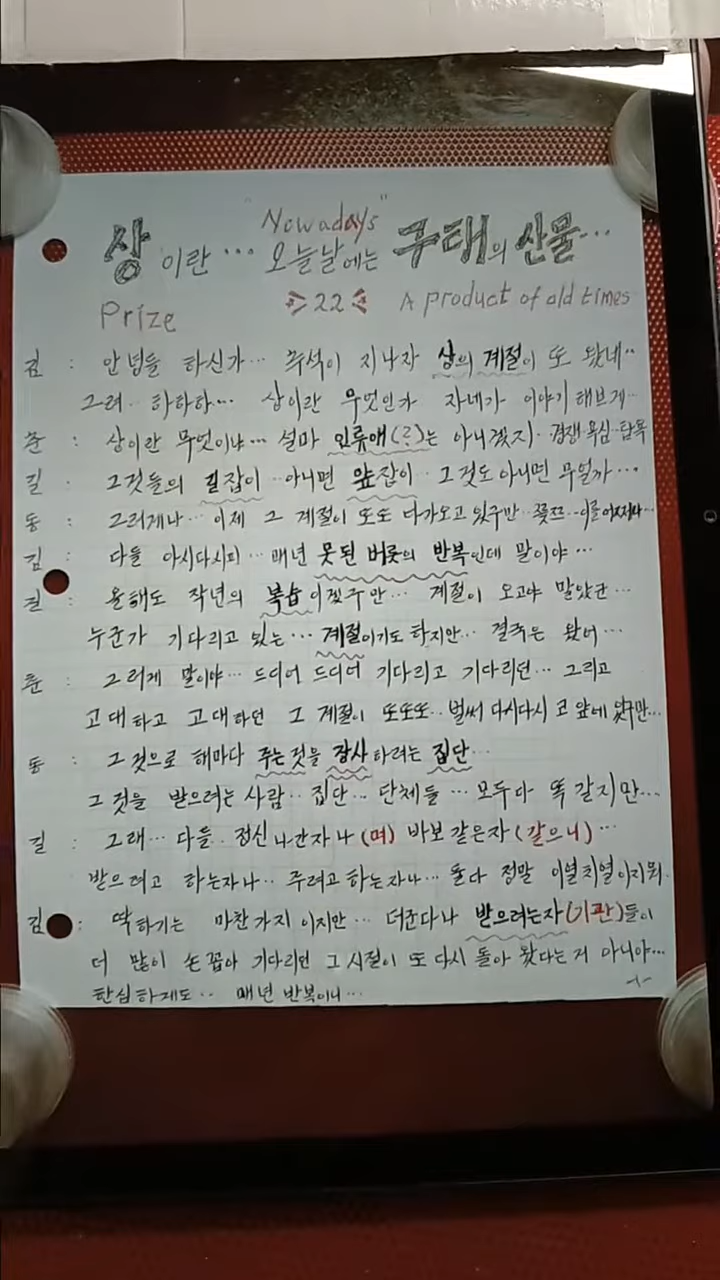 "Nowadays"
상이란... 오늘날에는 구태의 산물...
Prize 22 A product of old times
김 : 안녕들 하신가... 추석이 지나자 상의 계절이 또 왔네..
그려.. 하하하... 상이란 무엇인가 자네가 이야기 해브게..
춘 : 상이란 무엇이냐... 설마 인류애(?)는 아니겠지. 경쟁·욕심·탐욕
길 : 그것들의 길잡이.. 아니면 앞잡이. 그것도 아니면 무얼까...
동 : 그러게나... 이제 그 계절이 또또 다가오고 있구만.. 쯪쯔.. 이를 어쩌나..
김 : 다들 아시다시피... 매년 못된 버릇의 반복인데 말이야...
길 : 올해도 작년의 복습이겠구만... 계절이 오고야 말았군...
누군가 기다리고 있는... 계절이기도 하지만... 결국은 왔어...
춘 : 그러게 말이야... 드디어 드디어 기다리고 기다리던... 그리고
고대하고 고대하던 그 계절이 또또또.. 벌써 다시다시 코 앞에 왔구만...
동 : 그것으로 해마다 주는것을 장사하려는 집단...
그것을 받으려는 사람.. 집단... 단체들... 모두다 똑 같지만...
길 : 그래... 다들. 정신 나간자나(며) 바보 같은자(같으니)...
받으려고 하는자나... 주려고 하는자나... 둘다 정말 이열치열이지뭐.
김 : 딱하기는 마찬가지 이지만... 더군다나 받으려는자(기관)들이
더 많이 손꼽아 기다리던 그 시절이 또 다시 돌아 왔다는거 아니야...
한심하게도.. 매년 반복이니...
-1-